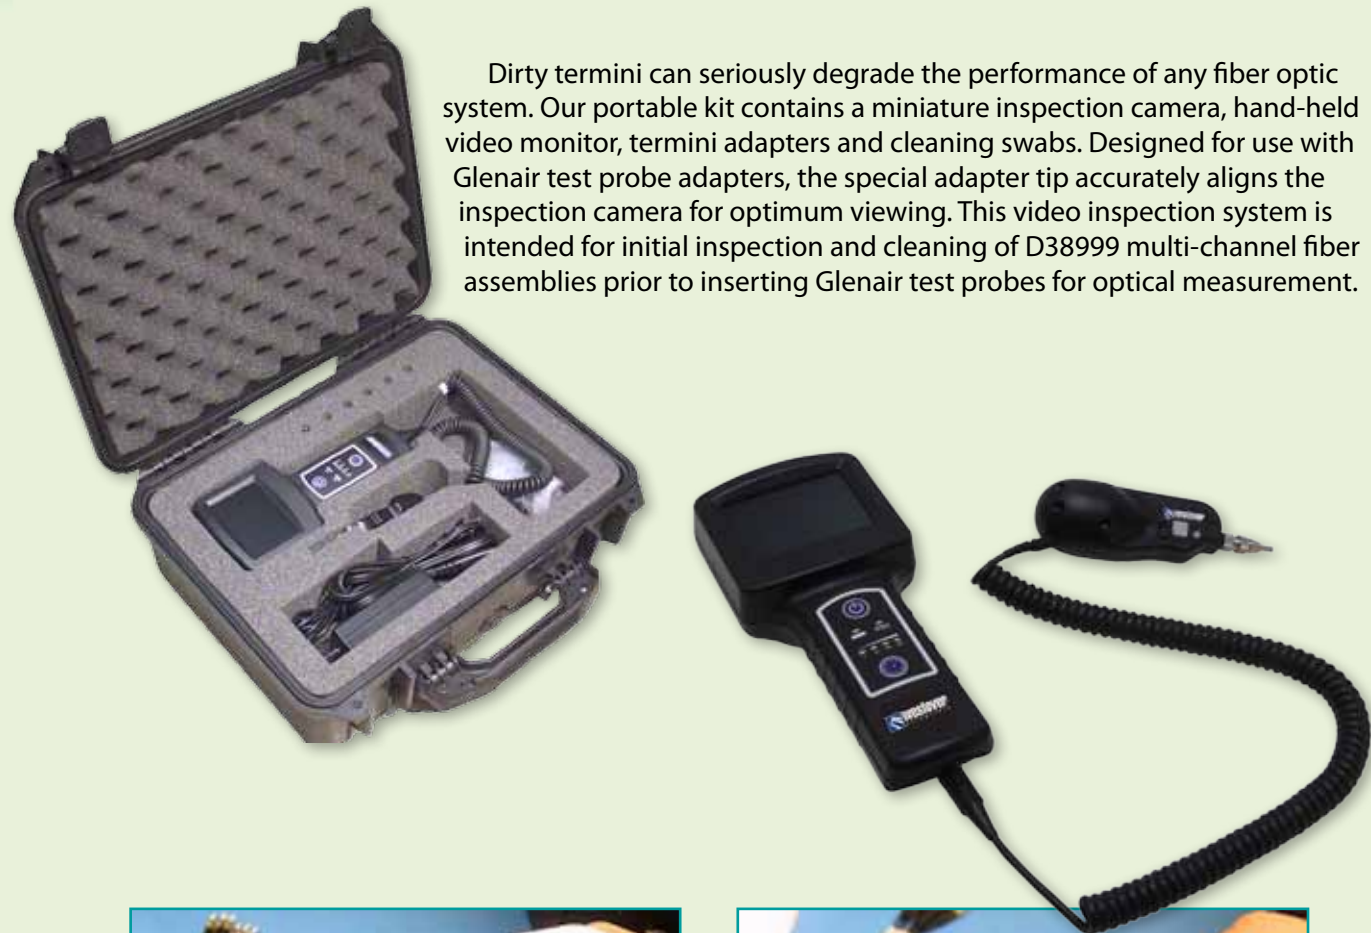 Dirty termini can seriously degrade the performance of any fiber optic
system. Our portable kit contains a miniature inspection camera, hand-held
video monitor, termini adapters and cleaning swabs. Designed for use with
Glenair test probe adapters, the special adapter tip accurately aligns the
inspection camera for optimum viewing. This video inspection system is
intended for initial inspection and cleaning of D38999 multi-channel fiber
assemblies prior to inserting Glenair test probes for optical measurement.
westover